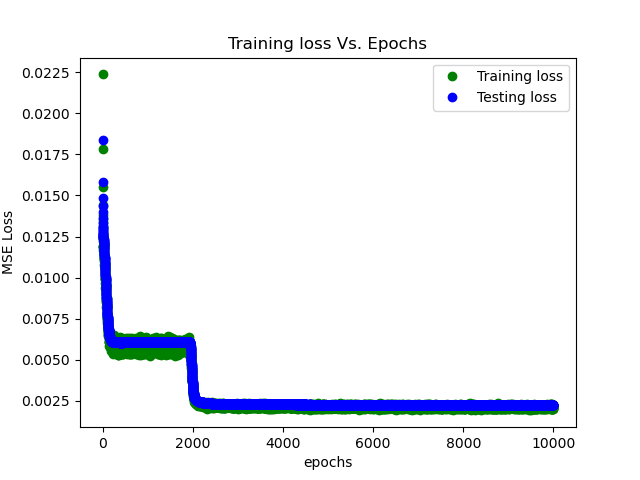 Training loss Vs. Epochs
Training loss
Testing loss
MSE Loss
0.0225
0.0200
0.0175
0.0150
0.0125
0.0100
0.0075
0.0050
0.0025
0 2000 4000 6000 8000 10000
epochs